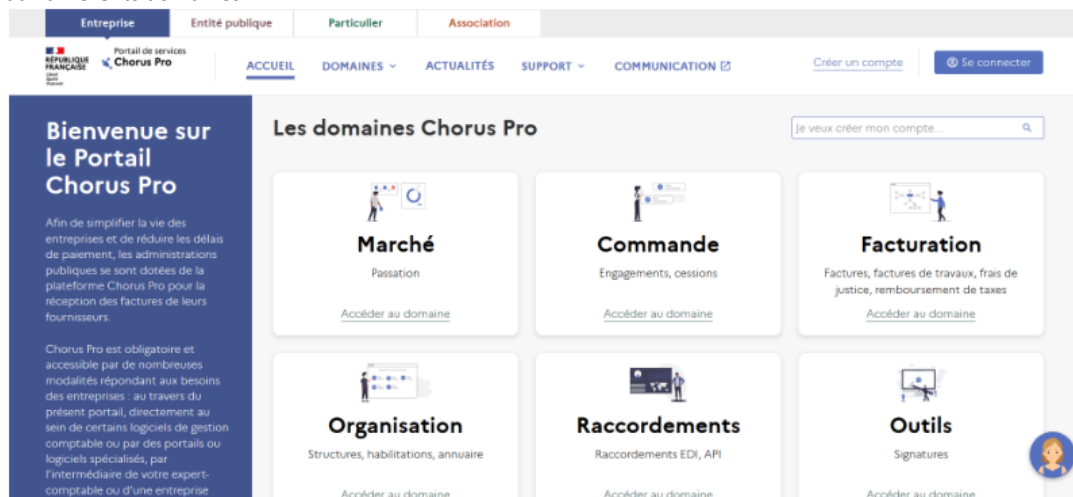 Entreprise
Entité publique
Particulier
Association
RÉPUBLIQUE
FRANÇAISE
Portail de services
Chorus Pro
ACCUEIL
DOMAINES
ACTUALITÉS
SUPPORT
COMMUNICATION
Créer un compte
Se connecter
Bienvenue sur
le Portail
Chorus Pro
Afin de simplifier la vie des
entreprises et de réduire les délais
de paiement, les administrations
publiques se sont dotées de la
plateforme Chorus Pro pour la
réception des factures de leurs
fournisseurs.
Chorus Pro est obligatoire et
accessible par de nombreuses
modalités répondant aux besoins
des entreprises : au travers du
présent portail, directement au
sein de certains logiciels de gestion
comptable ou par des portails ou
logiciels spécialisés, par
l'intermédiaire de votre expert-
comptable ou d'une entreprise
Les domaines Chorus Pro
Je veux créer mon compte...
Marché
Passation
Accéder au domaine
Commande
Engagements, cessions
Accéder au domaine
Facturation
Factures, factures de travaux, frais de
justice, remboursement de taxes
Accéder au domaine
Organisation
Structures, habilitations, annuaire
Accéder au domaine
Raccordements
Raccordements EDI, API
Accéder au domaine
Outils
Signatures
Accéder au domaine